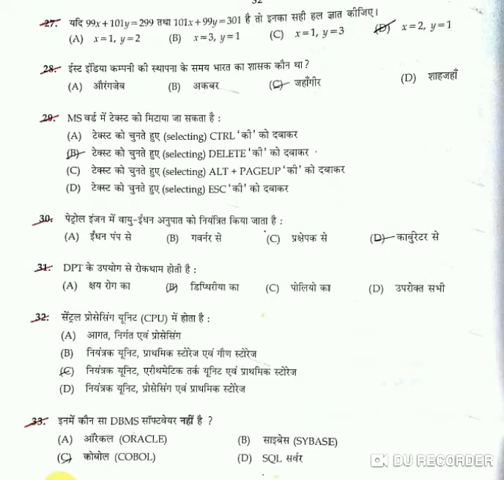 32
27. यदि 99x + 101y = 299 तथा 101x + 99y = 301 है तो इनका सही हल ज्ञात कीजिए।
(A) x = 1, y = 2 (B) x = 3, y = 1 (C) x = 1, y = 3 (D) x = 2, y = 1
28. ईस्ट इंडिया कम्पनी की स्थापना के समय भारत का शासक कौन था ?
(A) औरंगजेब (B) अकबर (C) जहाँगीर (D) शाहजहाँ
29. MS वर्ड में टेक्स्ट को मिटाया जा सकता है :
(A) टेक्स्ट को चुनते हुए (selecting) CTRL 'की' को दबाकर
(B) टेक्स्ट को चुनते हुए (selecting) DELETE 'की' को दबाकर
(C) टेक्स्ट को चुनते हुए (selecting) ALT + PAGEUP 'की' को दबाकर
(D) टेक्स्ट को चुनते हुए (selecting) ESC 'की' को दबाकर
30. पेट्रोल इंजन में वायु-ईंधन अनुपात को नियंत्रित किया जाता है :
(A) ईंधन पंप से (B) गवर्नर से (C) प्रक्षेपक से (D) कार्बुरेटर से
31. DPT के उपयोग से रोकथाम होती है :
(A) क्षय रोग का (B) डिप्थिरीया का (C) पोलियो का (D) उपरोक्त सभी
32. सेंट्रल प्रोसेसिंग यूनिट (CPU) में होता है :
(A) आगत, निर्गत एवं प्रोसेसिंग
(B) नियंत्रक यूनिट, प्राथमिक स्टोरेज एवं गौण स्टोरेज
(C) नियंत्रक यूनिट, एरीथमेटिक तर्क यूनिट एवं प्राथमिक स्टोरेज
(D) नियंत्रक यूनिट, प्रोसेसिंग एवं प्राथमिक स्टोरेज
33. इनमें कौन सा DBMS सॉफ्टवेयर नहीं है ?
(A) ऑरेकल (ORACLE) (B) साइबेस (SYBASE)
(C) कोबोल (COBOL) (D) SQL सर्वर
DU RECORDER